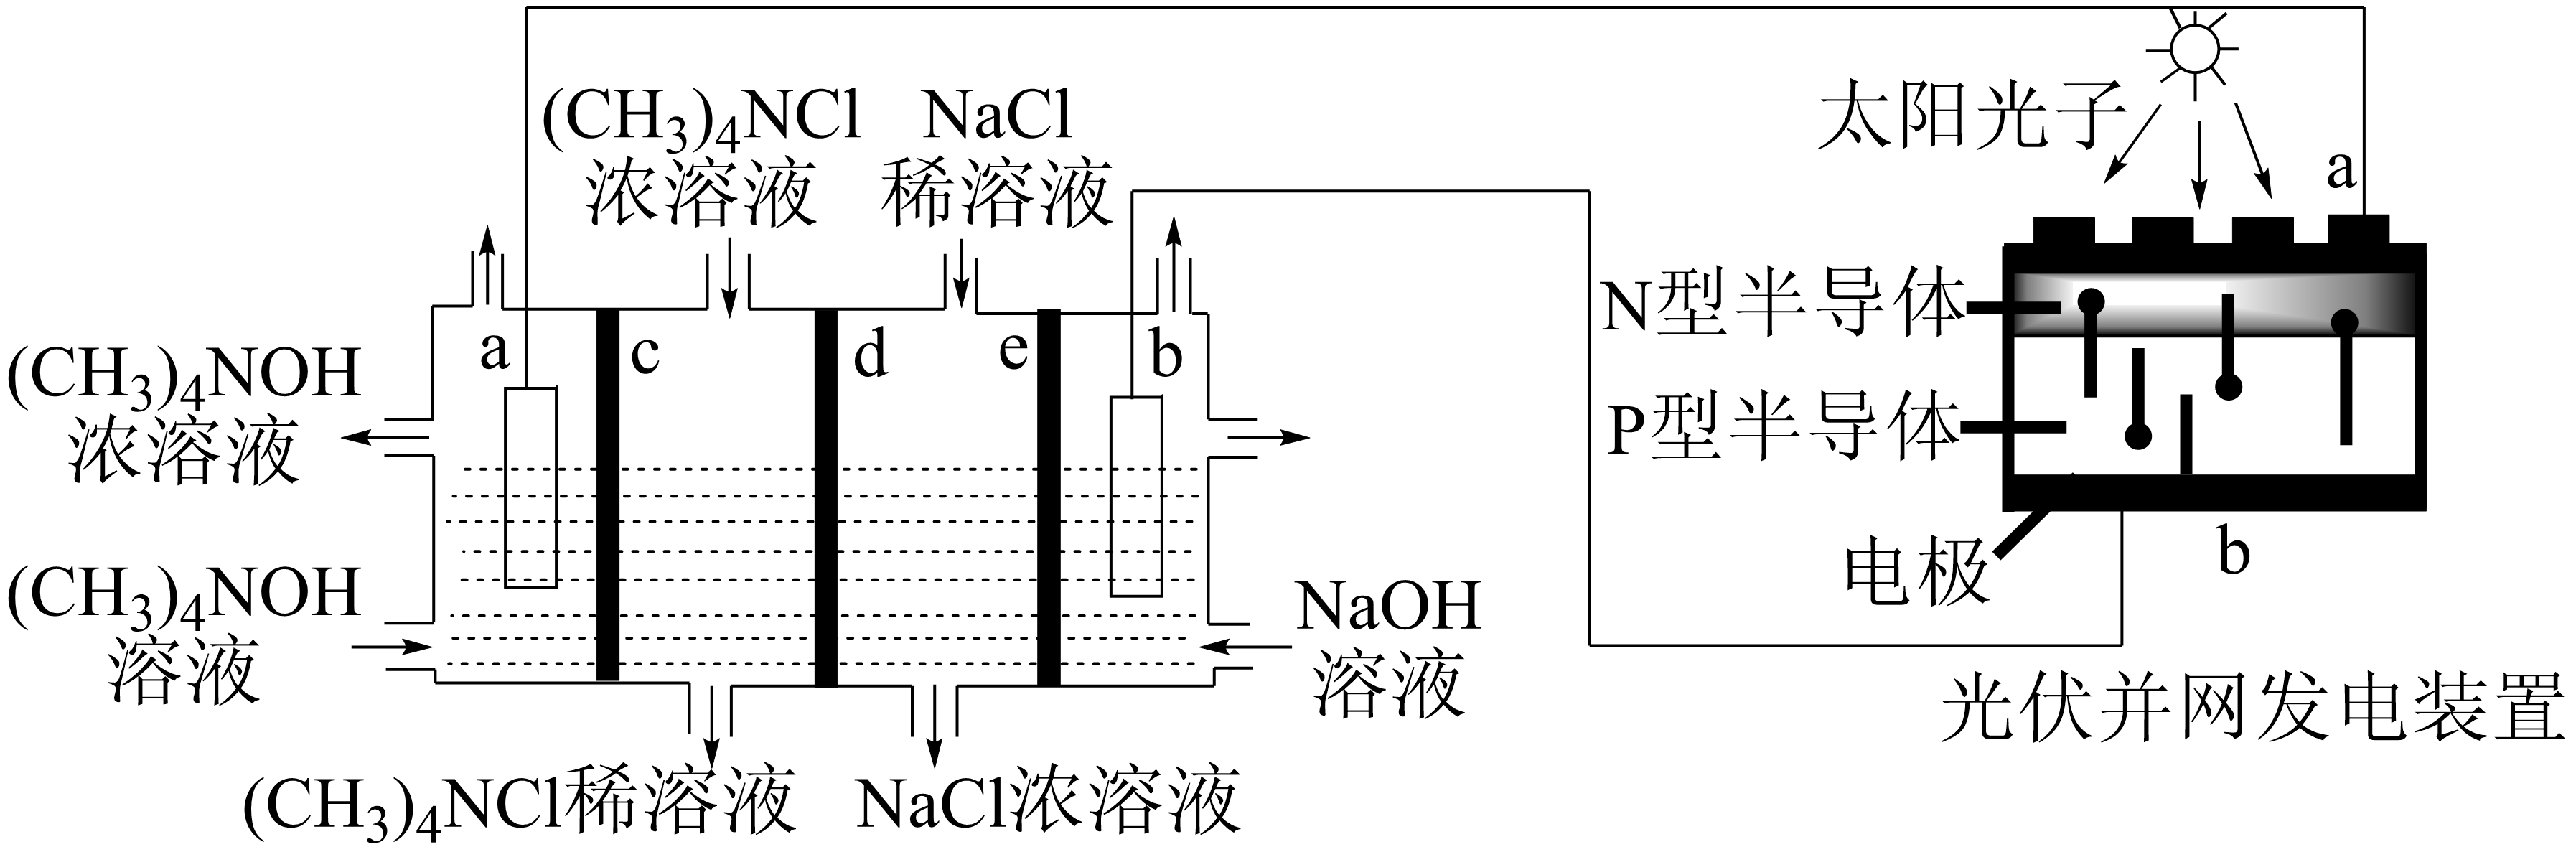 (CH₃)₄NCl
浓溶液
NaCl
稀溶液
太阳光子
a
N型半导体
P型半导体
电极
b
光伏并网发电装置
a
c
d
e
b
(CH₃)₄NOH
浓溶液
(CH₃)₄NOH
溶液
NaOH
溶液
(CH₃)₄NCl稀溶液
NaCl浓溶液